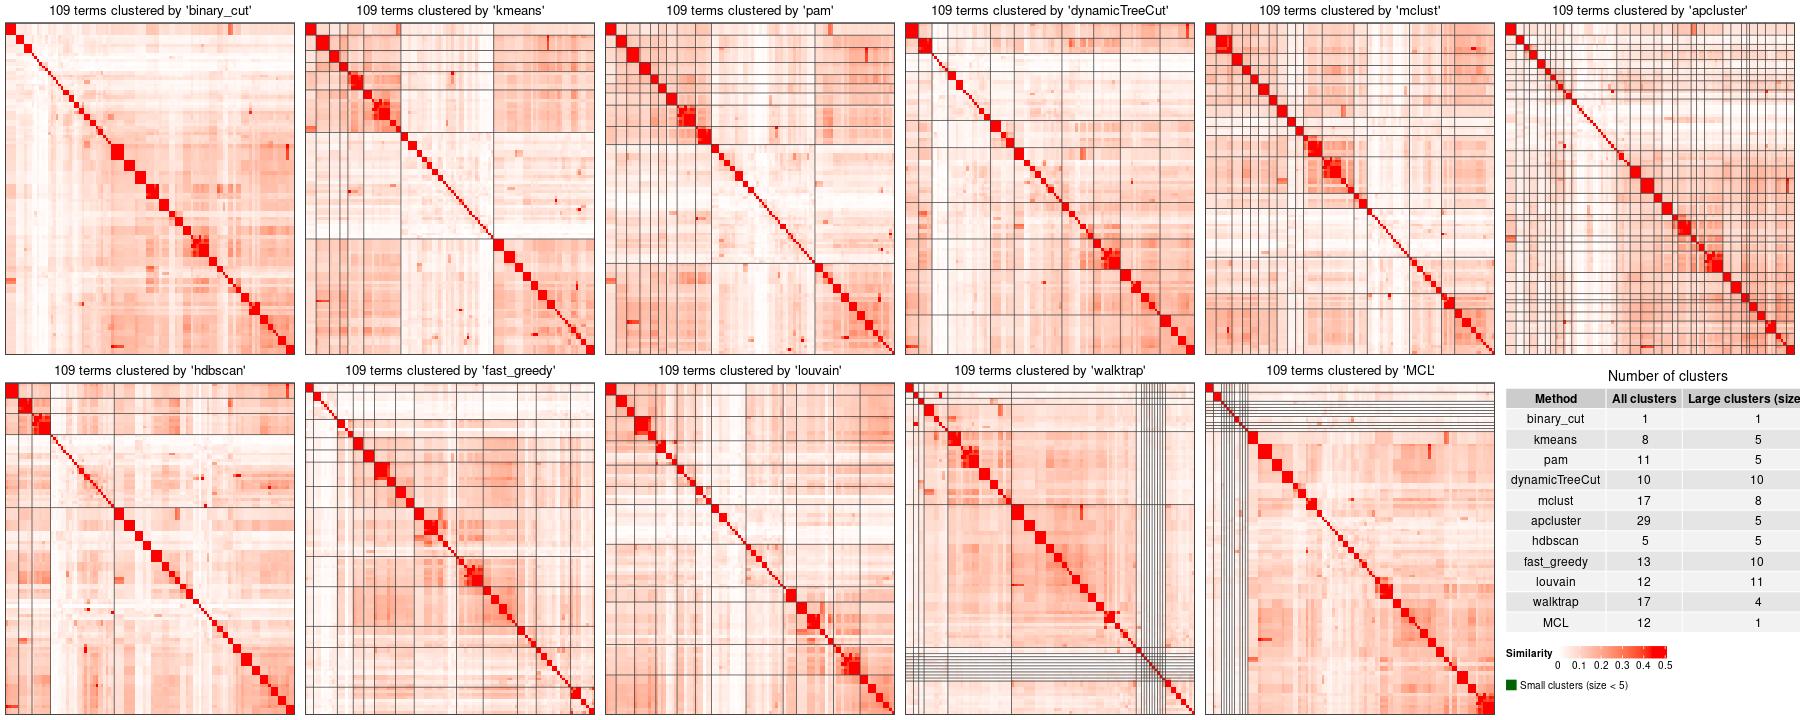 109 terms clustered by 'binary_cut'
109 terms clustered by 'kmeans'
109 terms clustered by 'pam'
109 terms clustered by 'dynamicTreeCut'
109 terms clustered by 'mclust'
109 terms clustered by 'apcluster'
109 terms clustered by 'hdbscan'
109 terms clustered by 'fast_greedy'
109 terms clustered by 'louvain'
109 terms clustered by 'walktrap'
109 terms clustered by 'MCL'
Number of clusters
Method All clusters Large clusters (size
binary_cut 1 1
kmeans 8 5
pam 11 5
dynamicTreeCut 10 10
mclust 17 8
apcluster 29 5
hdbscan 5 5
fast_greedy 13 10
louvain 12 11
walktrap 17 4
MCL 12 1
Similarity
0 0.1 0.2 0.3 0.4 0.5
Small clusters (size < 5)